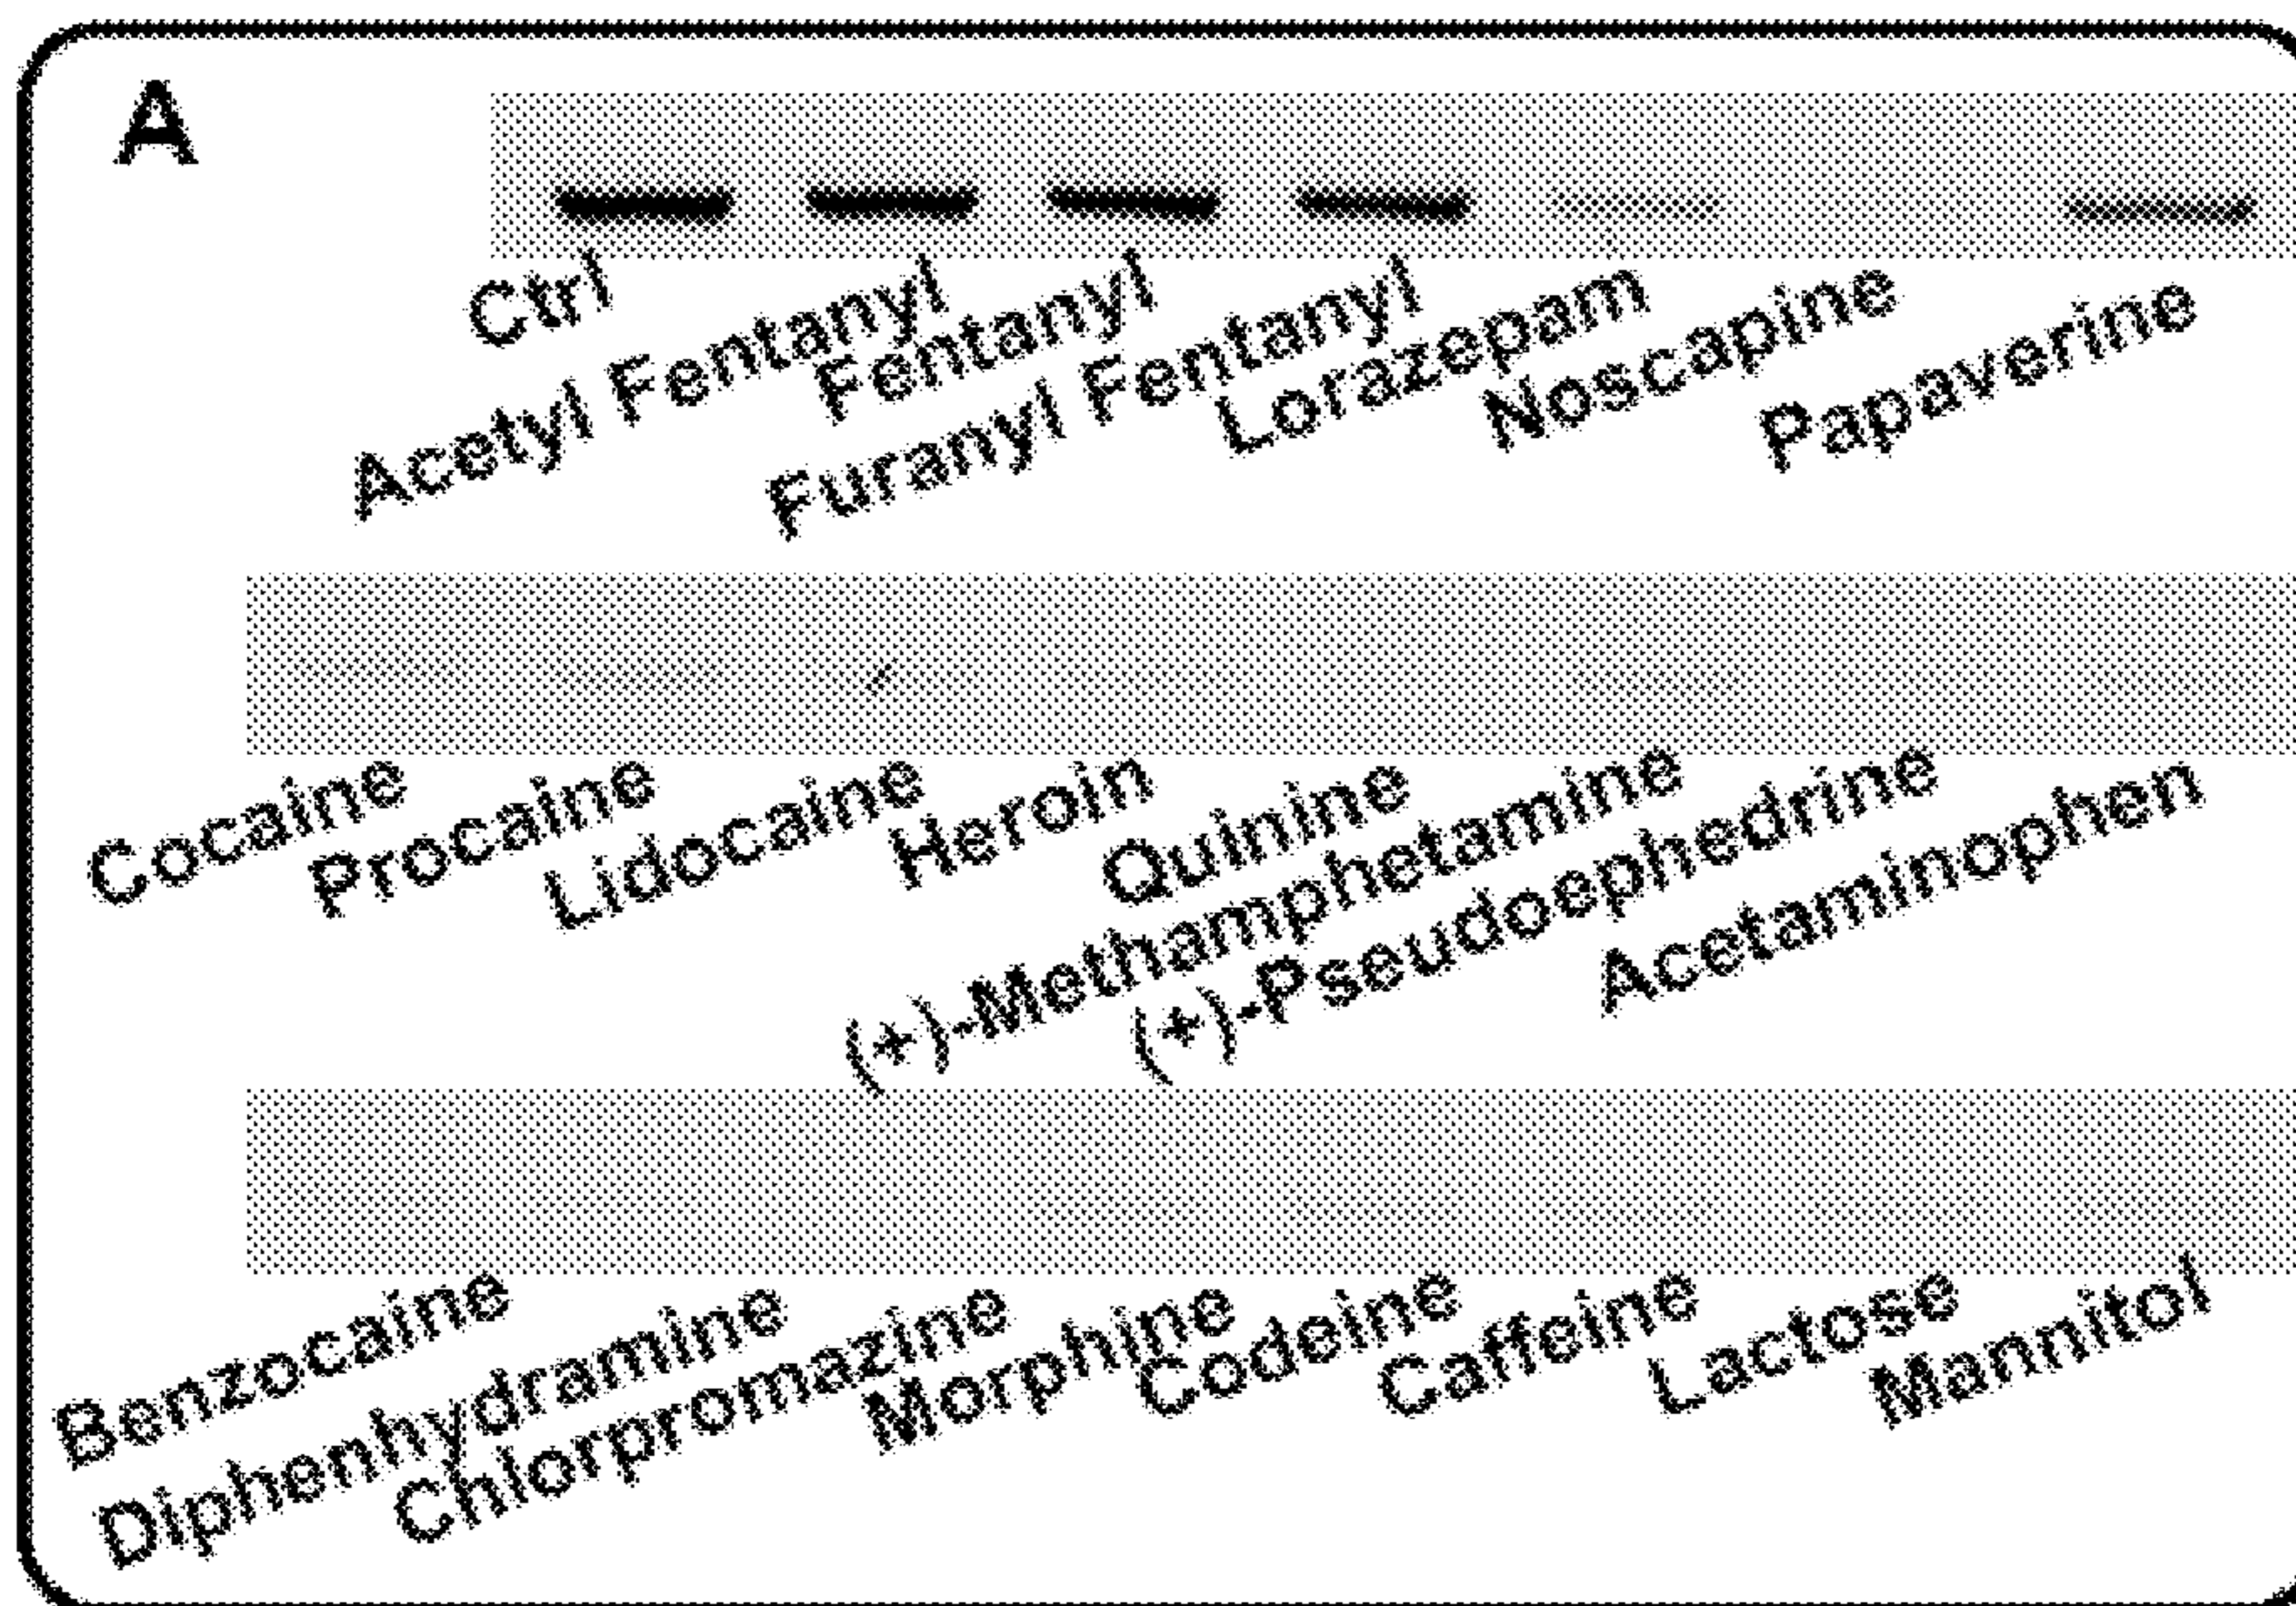 A
Ctrl
Acetyl Fentanyl
Fentanyl
Furanyl Fentanyl
Lorazepam
Noscapine
Papaverine
Cocaine
Procaine
Lidocaine
Heroin
Quinine
(+)-Methamphetamine
(+)-Pseudoephedrine
Acetaminophen
Benzocaine
Diphenhydramine
Chlorpromazine
Morphine
Codeine
Caffeine
Lactose
Mannitol